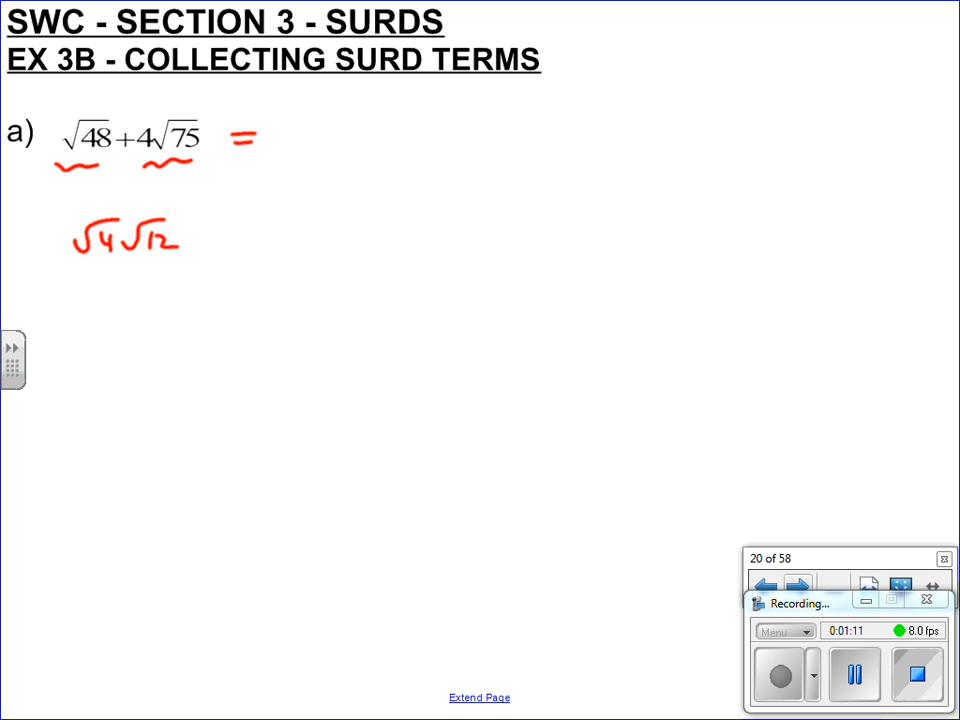 SWC - SECTION 3 - SURDS
EX 3B - COLLECTING SURD TERMS
a) √48 + 4√75 =
√4 √12
20 of 58
Recording...
Menu
0:01:11
8.0 fps
Extend Page